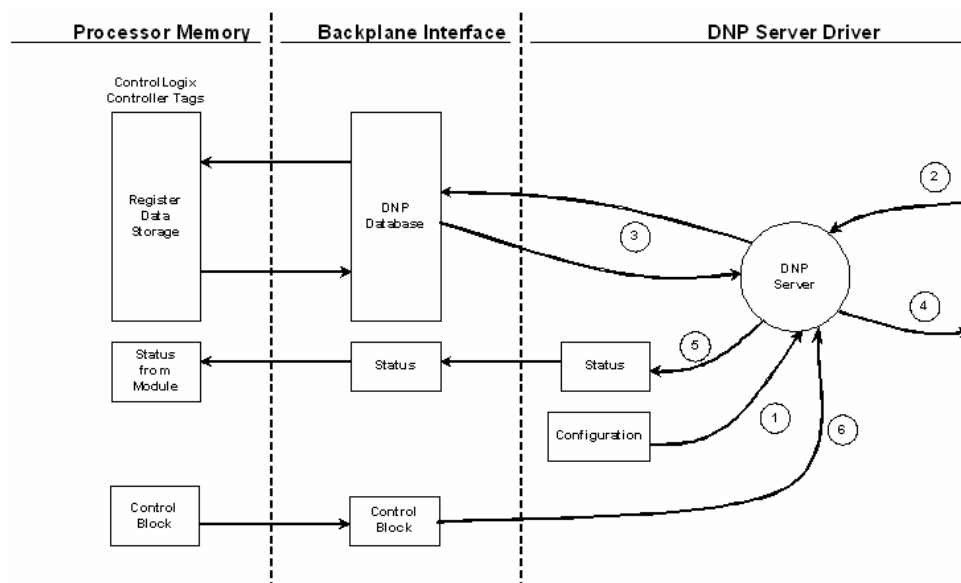 Processor Memory
Backplane Interface
DNP Server Driver
ControlLogix
Controller Tags
Register
Data
Storage
DNP
Database
DNP
Server
2
3
4
5
1
6
Status
from
Module
Status
Status
Configuration
Control
Block
Control
Block